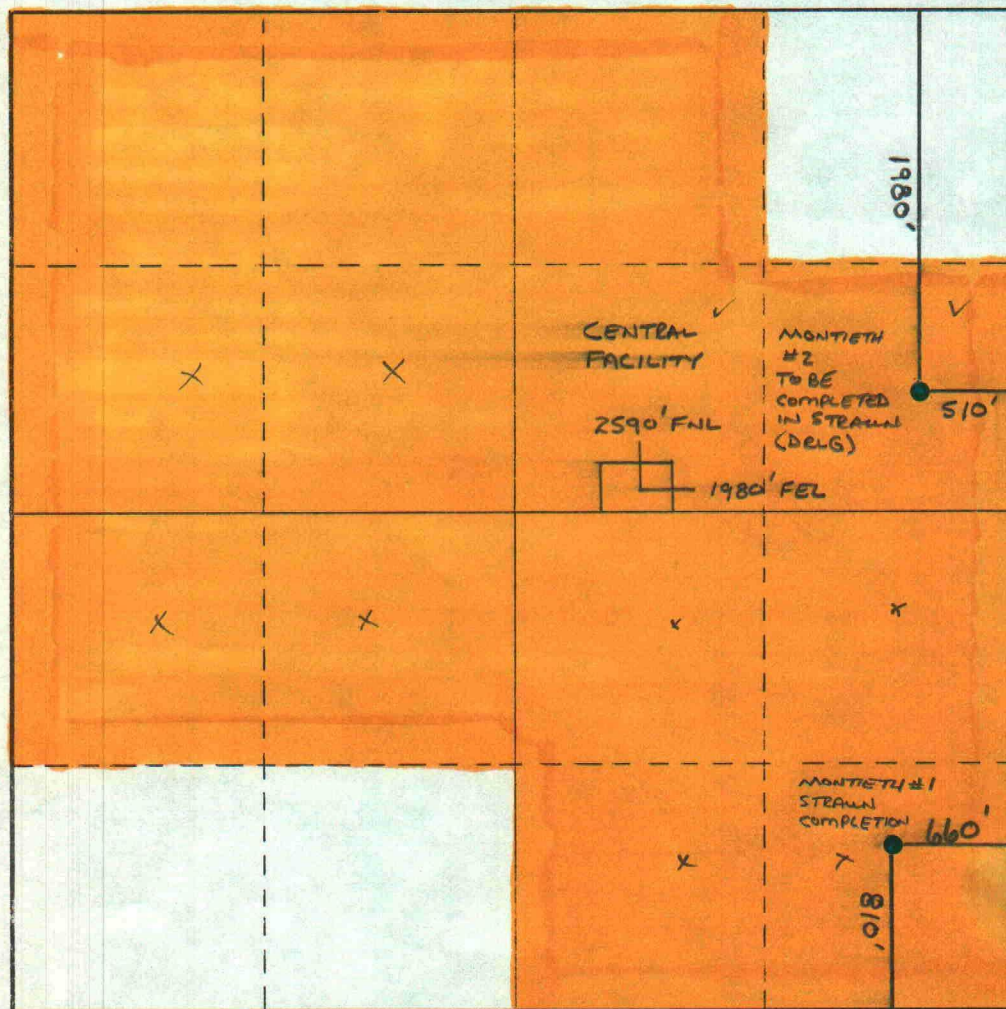 1980'
CENTRAL
FACILITY
MONTIETH
#2
TO BE
COMPLETED
IN STRAWN
(DRLG)
510'
2590' FNL
1980' FEL
MONTIETH #1
STRAWN
COMPLETION
660'
810'